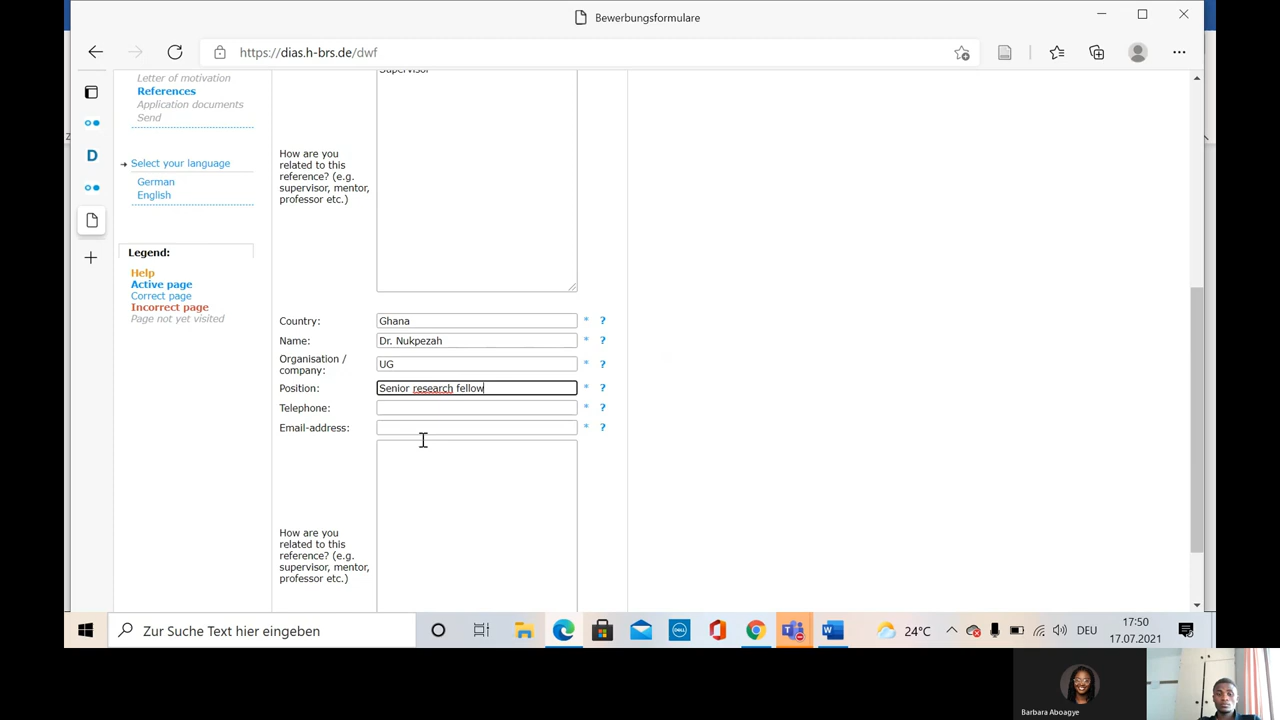 Bewerbungsformulare
https://dias.h-brs.de/dwf
Letter of motivation
References
Application documents
Send
Select your language
German
English
Legend:
Help
Active page
Correct page
Incorrect page
Page not yet visited
Supervisor
How are you
related to this
reference? (e.g.
supervisor, mentor,
professor etc.)
Country: Ghana * ?
Name: Dr. Nukpezah * ?
Organisation /
company: UG * ?
Position: Senior research fellow * ?
Telephone: * ?
Email-address: * ?
How are you
related to this
reference? (e.g.
supervisor, mentor,
professor etc.)
Zur Suche Text hier eingeben
24°C
DEU
17:50
17.07.2021
Barbara Aboagye